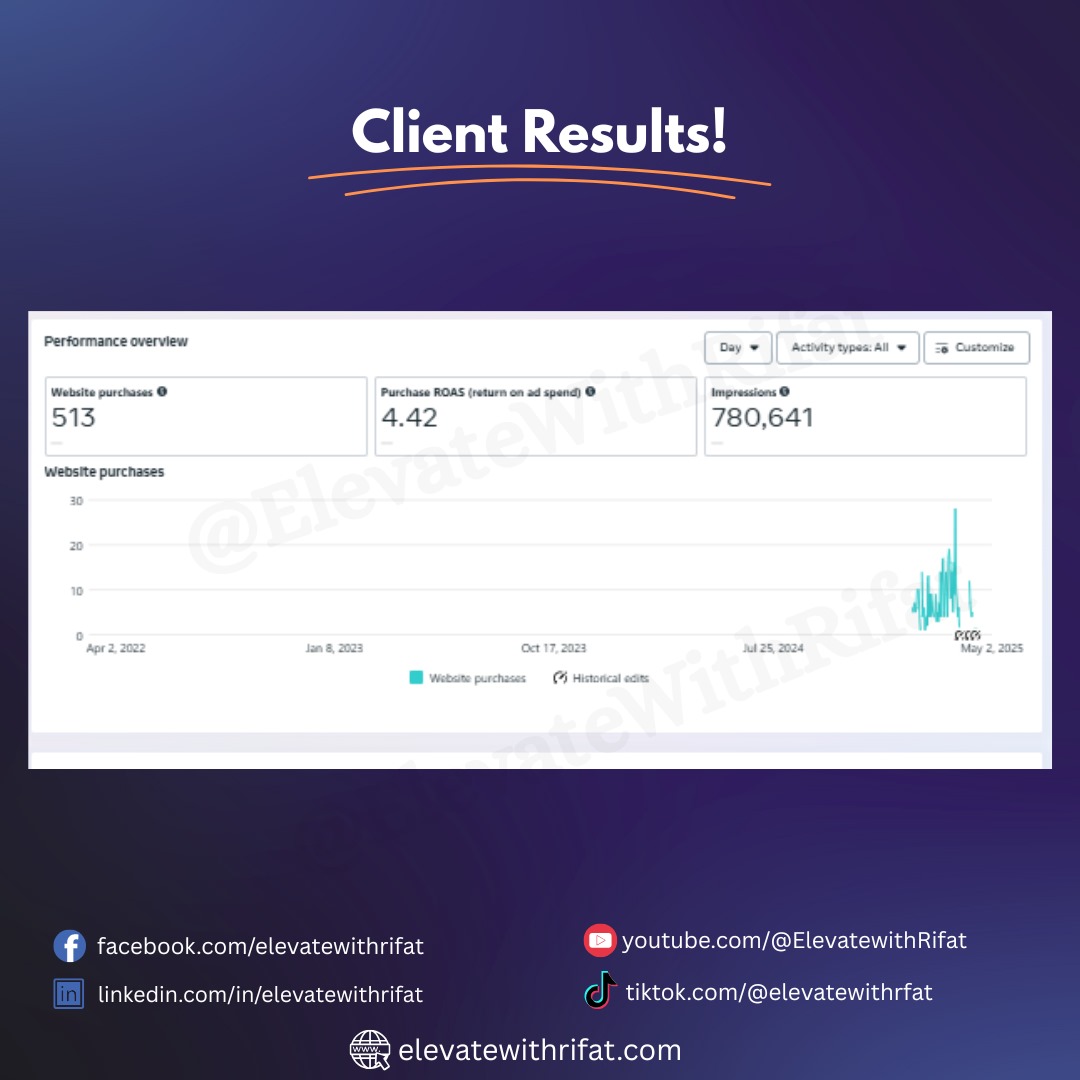 Client Results!
Performance overview
Day
Activity types: All
Customize
Website purchases
513
Purchase ROAS (return on ad spend)
4.42
Impressions
780,641
Website purchases
30
20
10
0
Apr 2, 2022
Jan 8, 2023
Oct 17, 2023
Jul 25, 2024
May 2, 2025
Website purchases
Historical edits
@ElevateWithRifat
@ElevateWithRifat
facebook.com/elevatewithrifat
youtube.com/@ElevatewithRifat
linkedin.com/in/elevatewithrifat
tiktok.com/@elevatewithrfat
www.
elevatewithrifat.com